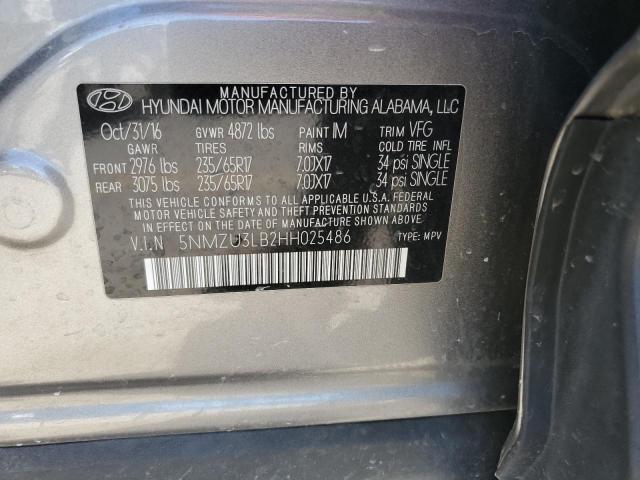 MANUFACTURED BY
HYUNDAI MOTOR MANUFACTURING ALABAMA, LLC
Oct/31/16 GVWR 4872 lbs PAINT IM TRIM VFG
GAWR TIRES RIMS COLD TIRE INFL
FRONT 2976 lbs 235/65R17 7.0JX17 34 psi SINGLE
REAR 3075 lbs 235/65R17 7.0JX17 34 psi SINGLE
THIS VEHICLE CONFORMS TO ALL APPLICABLE U.S.A. FEDERAL
MOTOR VEHICLE SAFETY AND THEFT PREVENTION STANDARDS
IN EFFECT ON THE DATE OF MANUFACTURE SHOWN ABOVE.
V.I.N 5NMZU3LB2HH025486 TYPE: MPV